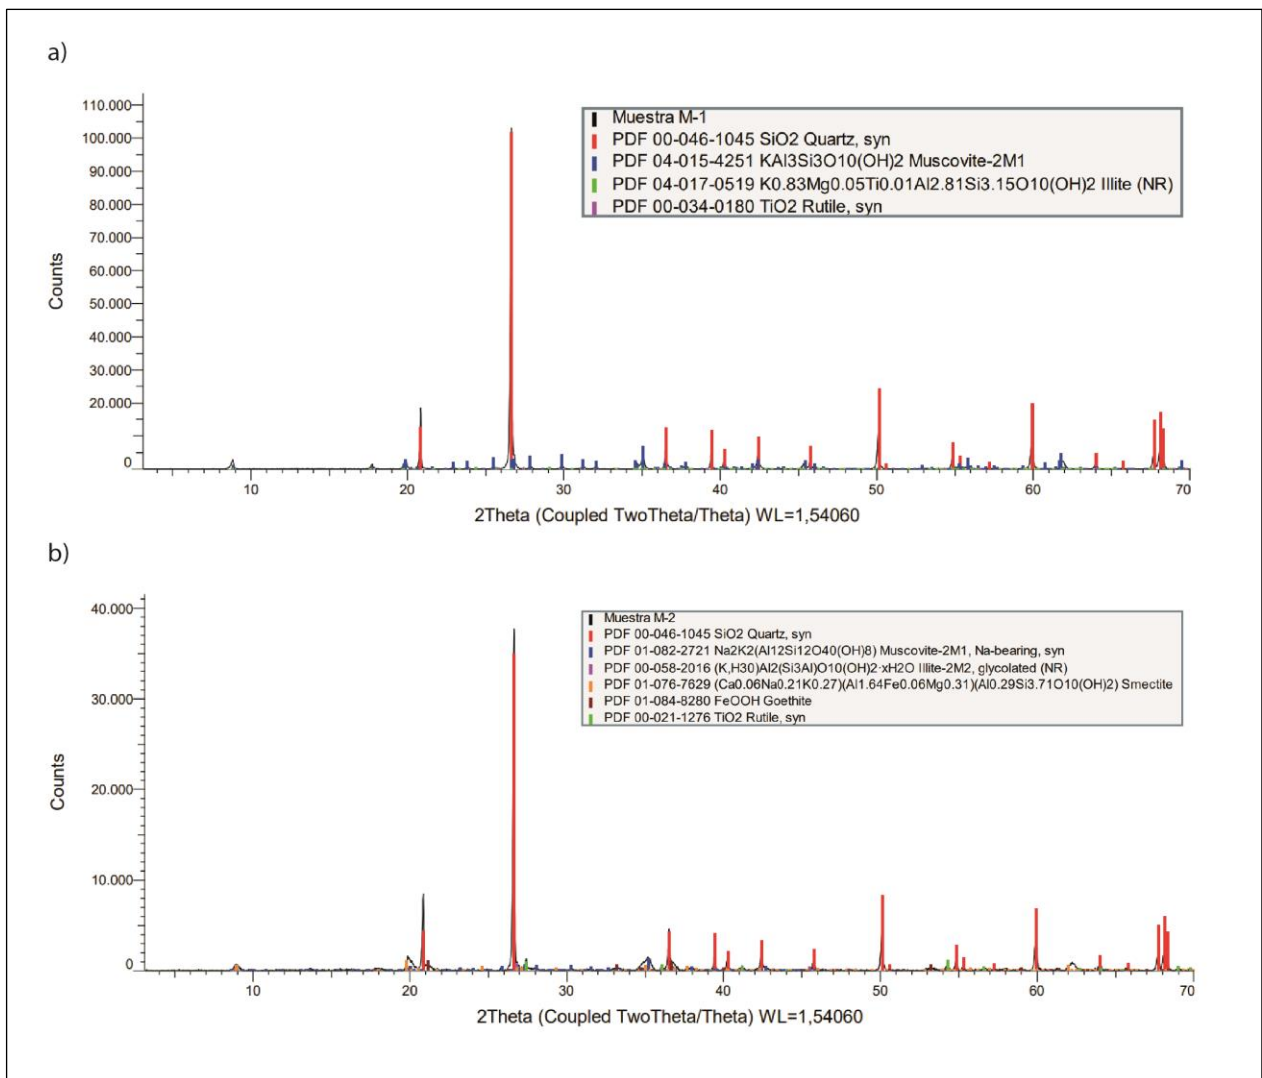 a)
110.000
100.000
90.000
80.000
70.000
60.000
50.000
40.000
30.000
20.000
0
Counts
Muestra M-1
PDF 00-046-1045 SiO2 Quartz, syn
PDF 04-015-4251 KAl3Si3O10(OH)2 Muscovite-2M1
PDF 04-017-0519 K0.83Mg0.05Ti0.01Al2.81Si3.15O10(OH)2 Illite (NR)
PDF 00-034-0180 TiO2 Rutile, syn
10 20 30 40 50 60 70
2Theta (Coupled TwoTheta/Theta) WL=1,54060
b)
40.000
30.000
20.000
10.000
0
Counts
Muestra M-2
PDF 00-046-1045 SiO2 Quartz, syn
PDF 01-082-2721 Na2K2(Al12Si12O40(OH)8) Muscovite-2M1, Na-bearing, syn
PDF 00-058-2016 (K,H30)Al2(Si3Al)O10(OH)2·xH2O Illite-2M2, glycolated (NR)
PDF 01-076-7629 (Ca0.06Na0.21K0.27)(Al1.64Fe0.06Mg0.31)(Al0.29Si3.71O10(OH)2) Smectite
PDF 01-084-8280 FeOOH Goethite
PDF 00-021-1276 TiO2 Rutile, syn
10 20 30 40 50 60 70
2Theta (Coupled TwoTheta/Theta) WL=1,54060